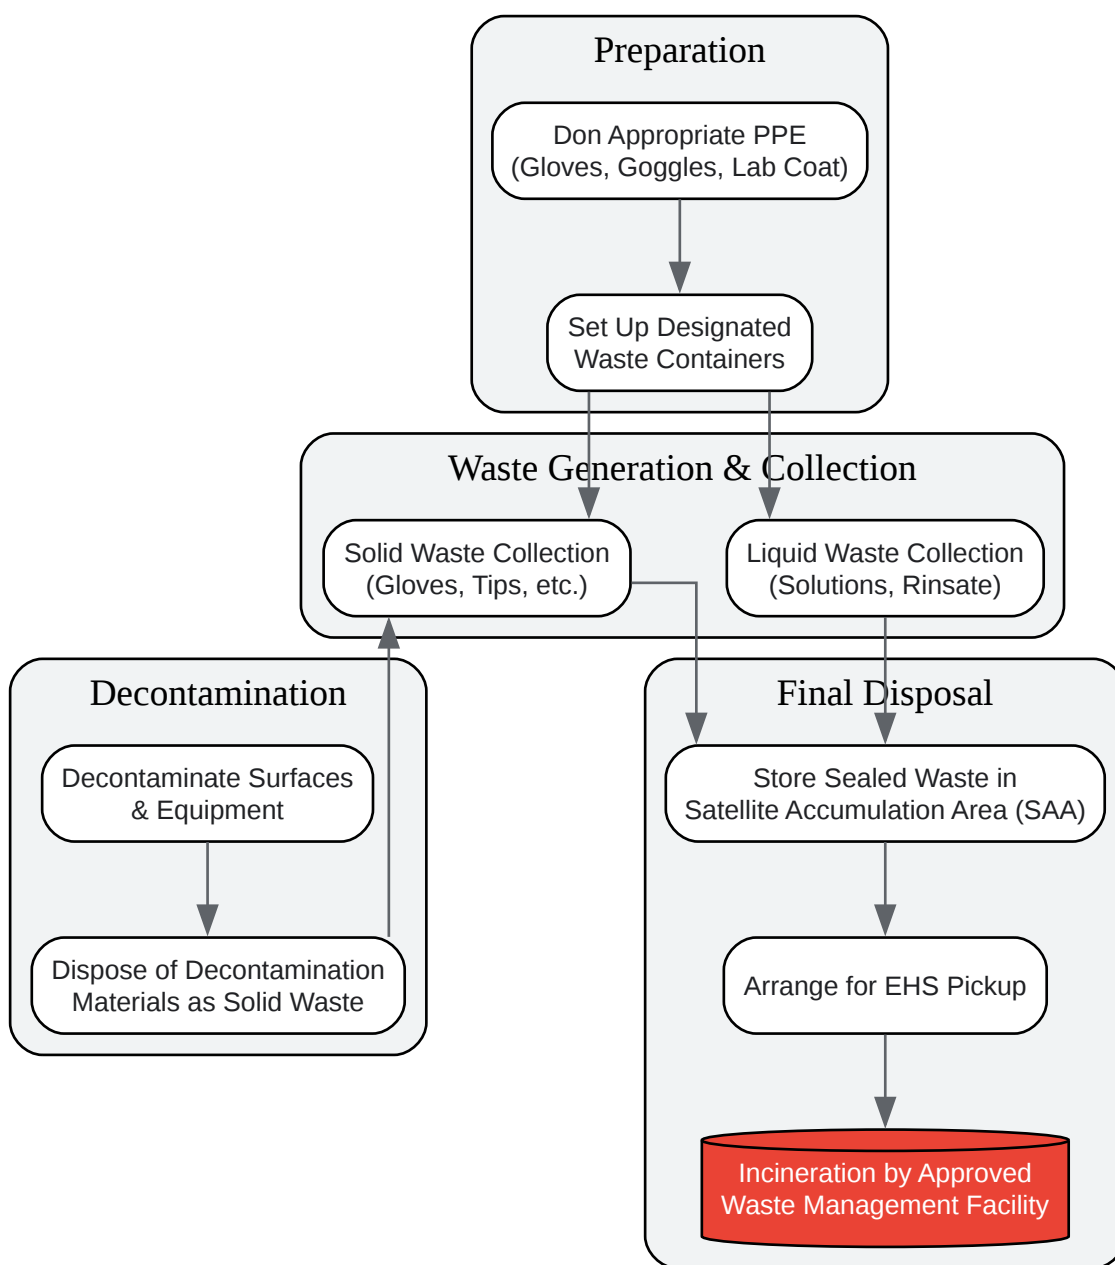 Preparation
Don Appropriate PPE
(Gloves, Goggles, Lab Coat)
Set Up Designated
Waste Containers
Waste Generation & Collection
Solid Waste Collection
(Gloves, Tips, etc.)
Liquid Waste Collection
(Solutions, Rinsate)
Decontamination
Decontaminate Surfaces
& Equipment
Dispose of Decontamination
Materials as Solid Waste
Final Disposal
Store Sealed Waste in
Satellite Accumulation Area (SAA)
Arrange for EHS Pickup
Incineration by Approved
Waste Management Facility